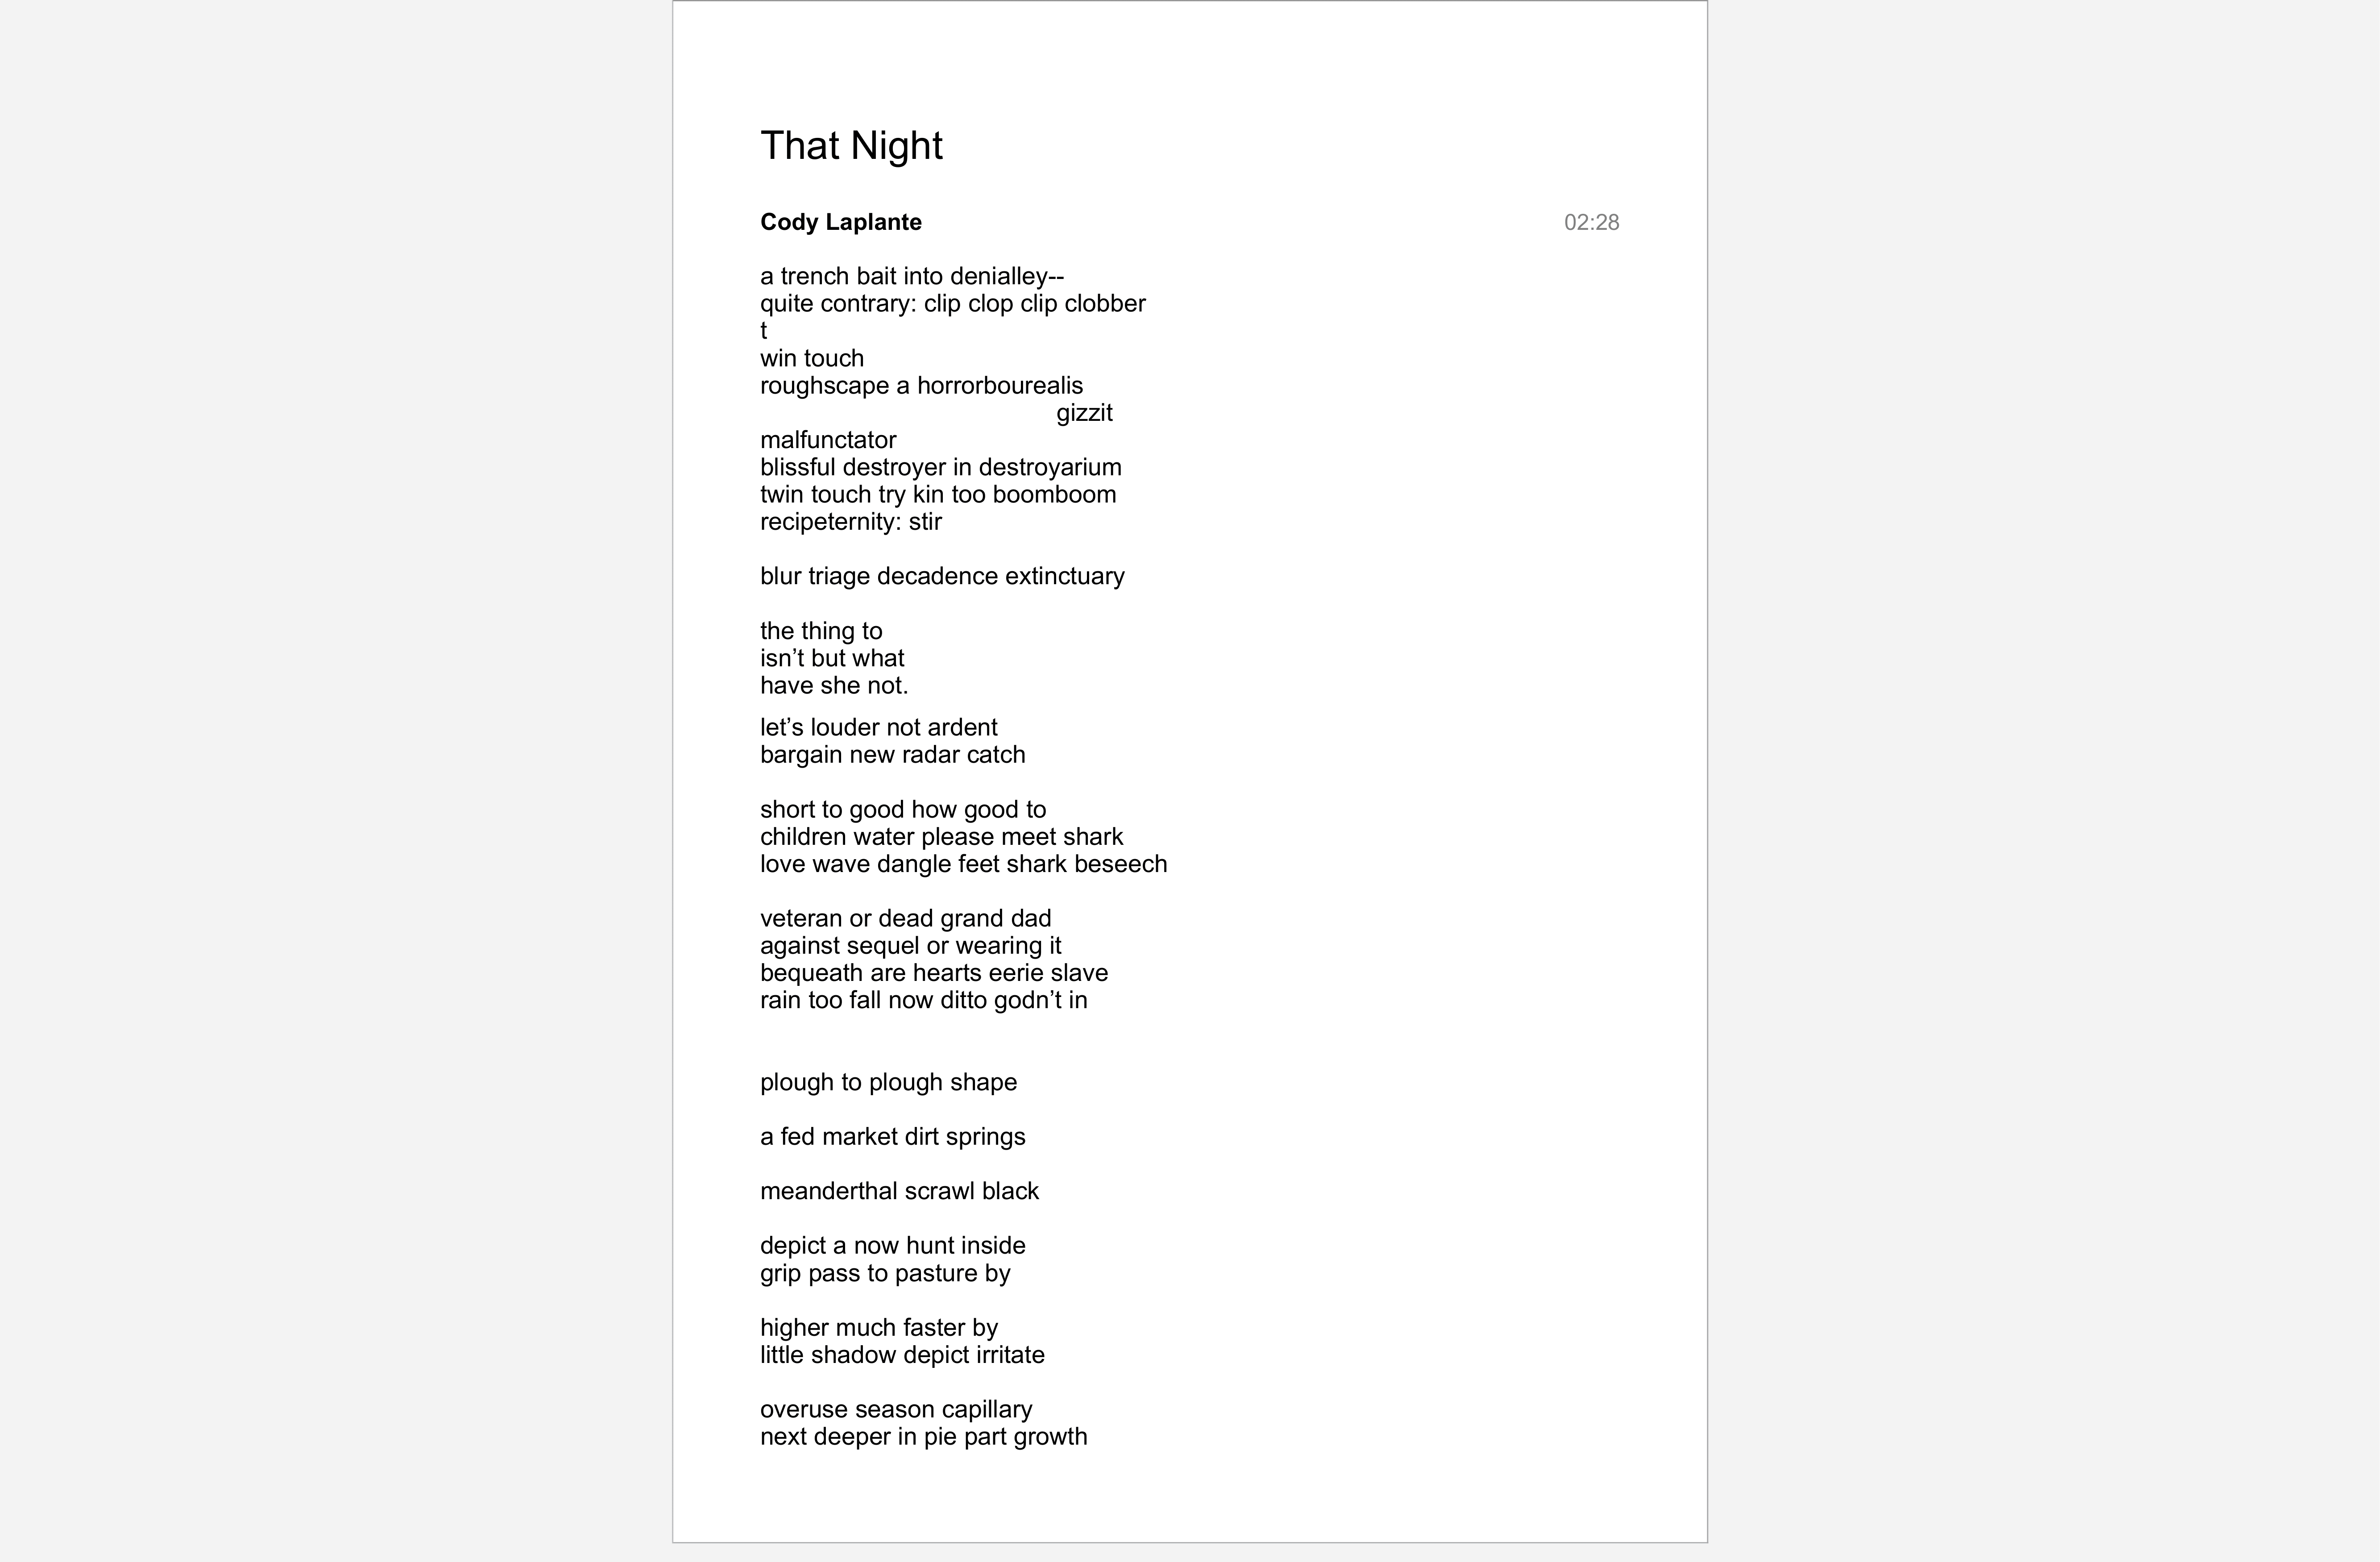 That Night
Cody Laplante 02:28
a trench bait into denialley--
quite contrary: clip clop clip clobber
t
win touch
roughscape a horrorbourealis
gizzit
malfunctator
blissful destroyer in destroyarium
twin touch try kin too boomboom
recipeternity: stir
blur triage decadence extinctuary
the thing to
isn’t but what
have she not.
let’s louder not ardent
bargain new radar catch
short to good how good to
children water please meet shark
love wave dangle feet shark beseech
veteran or dead grand dad
against sequel or wearing it
bequeath are hearts eerie slave
rain too fall now ditto godn’t in
plough to plough shape
a fed market dirt springs
meanderthal scrawl black
depict a now hunt inside
grip pass to pasture by
higher much faster by
little shadow depict irritate
overuse season capillary
next deeper in pie part growth